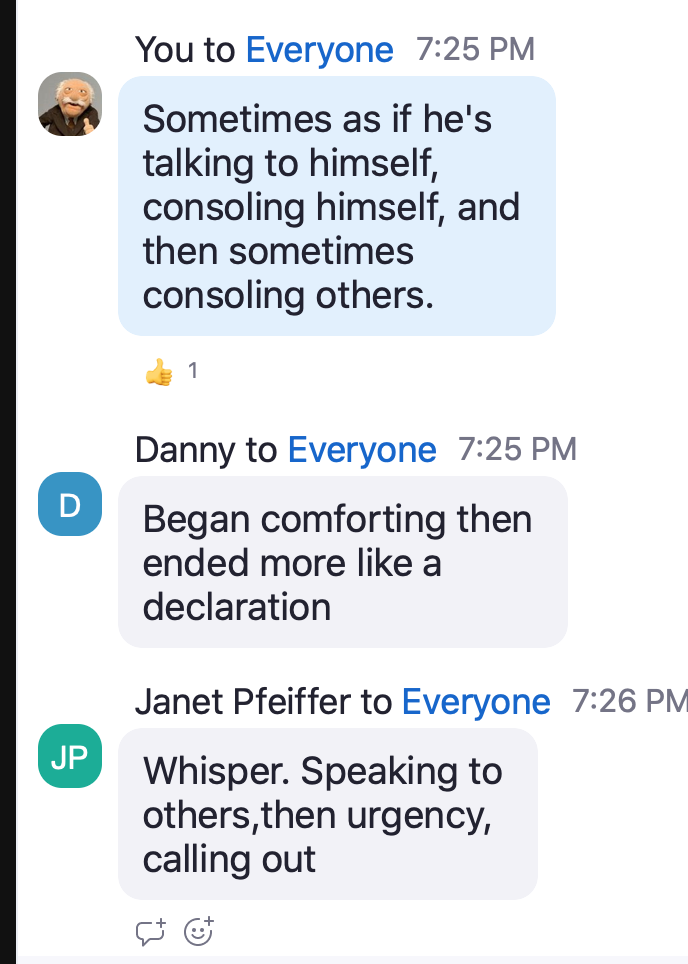 You to Everyone 7:25 PM
Sometimes as if he's
talking to himself,
consoling himself, and
then sometimes
consoling others.
👍 1
Danny to Everyone 7:25 PM
D
Began comforting then
ended more like a
declaration
Janet Pfeiffer to Everyone 7:26 PM
JP
Whisper. Speaking to
others,then urgency,
calling out